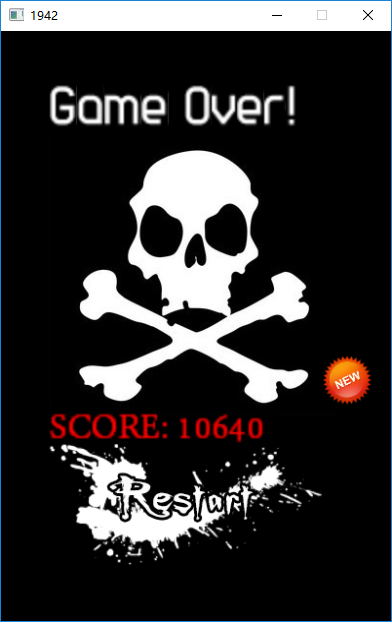 1942
Game Over!
NEW
SCORE: 10640
Restart